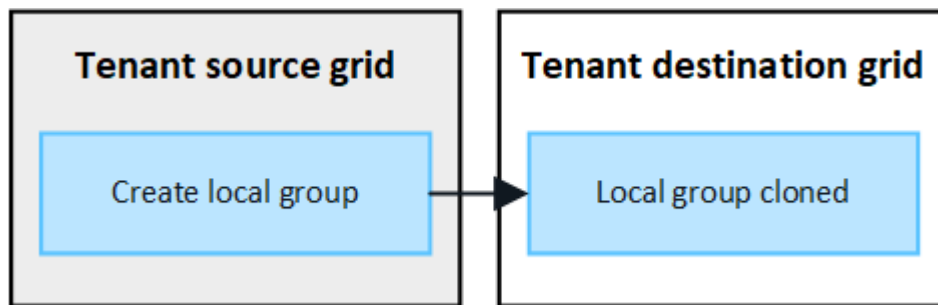 Tenant source grid
Create local group
Tenant destination grid
Local group cloned